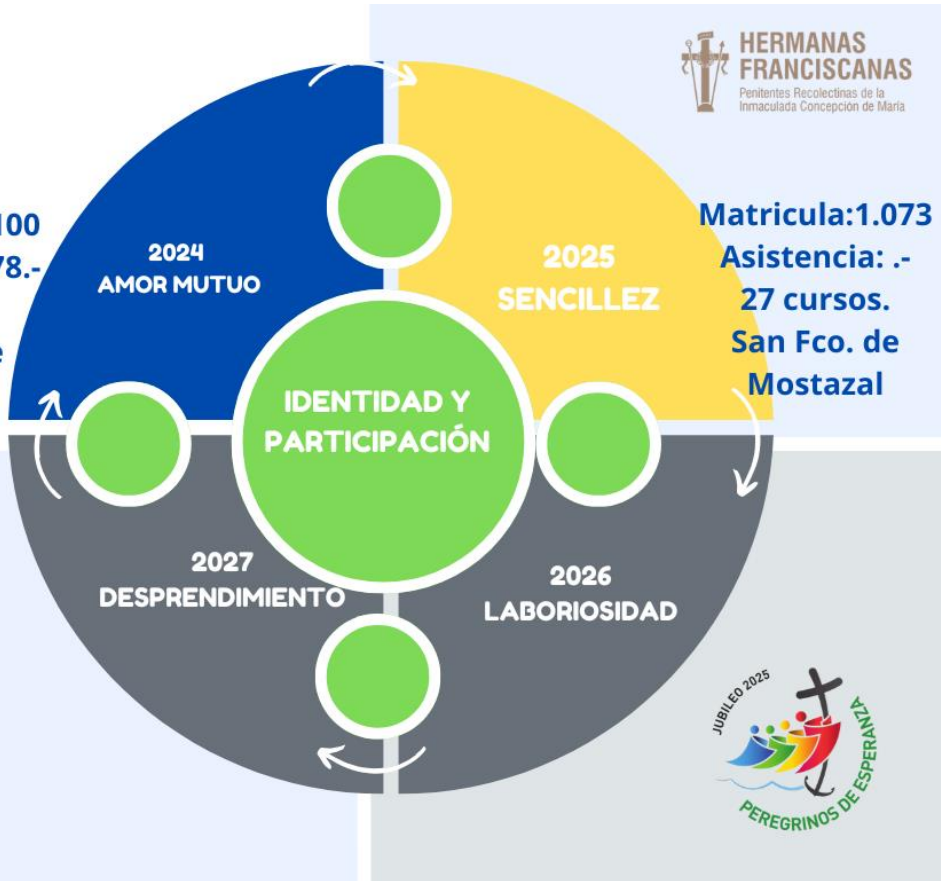 HERMANAS
FRANCISCANAS
Penitentes Recolectinas de la
Inmaculada Concepción de María
100
78.-
2024
AMOR MUTUO
2025
SENCILLEZ
Matricula:1.073
Asistencia: .-
27 cursos.
San Fco. de
Mostazal
IDENTIDAD Y
PARTICIPACIÓN
2027
DESPRENDIMIENTO
2026
LABORIOSIDAD
JUBILEO 2025
PEREGRINOS DE ESPERANZA